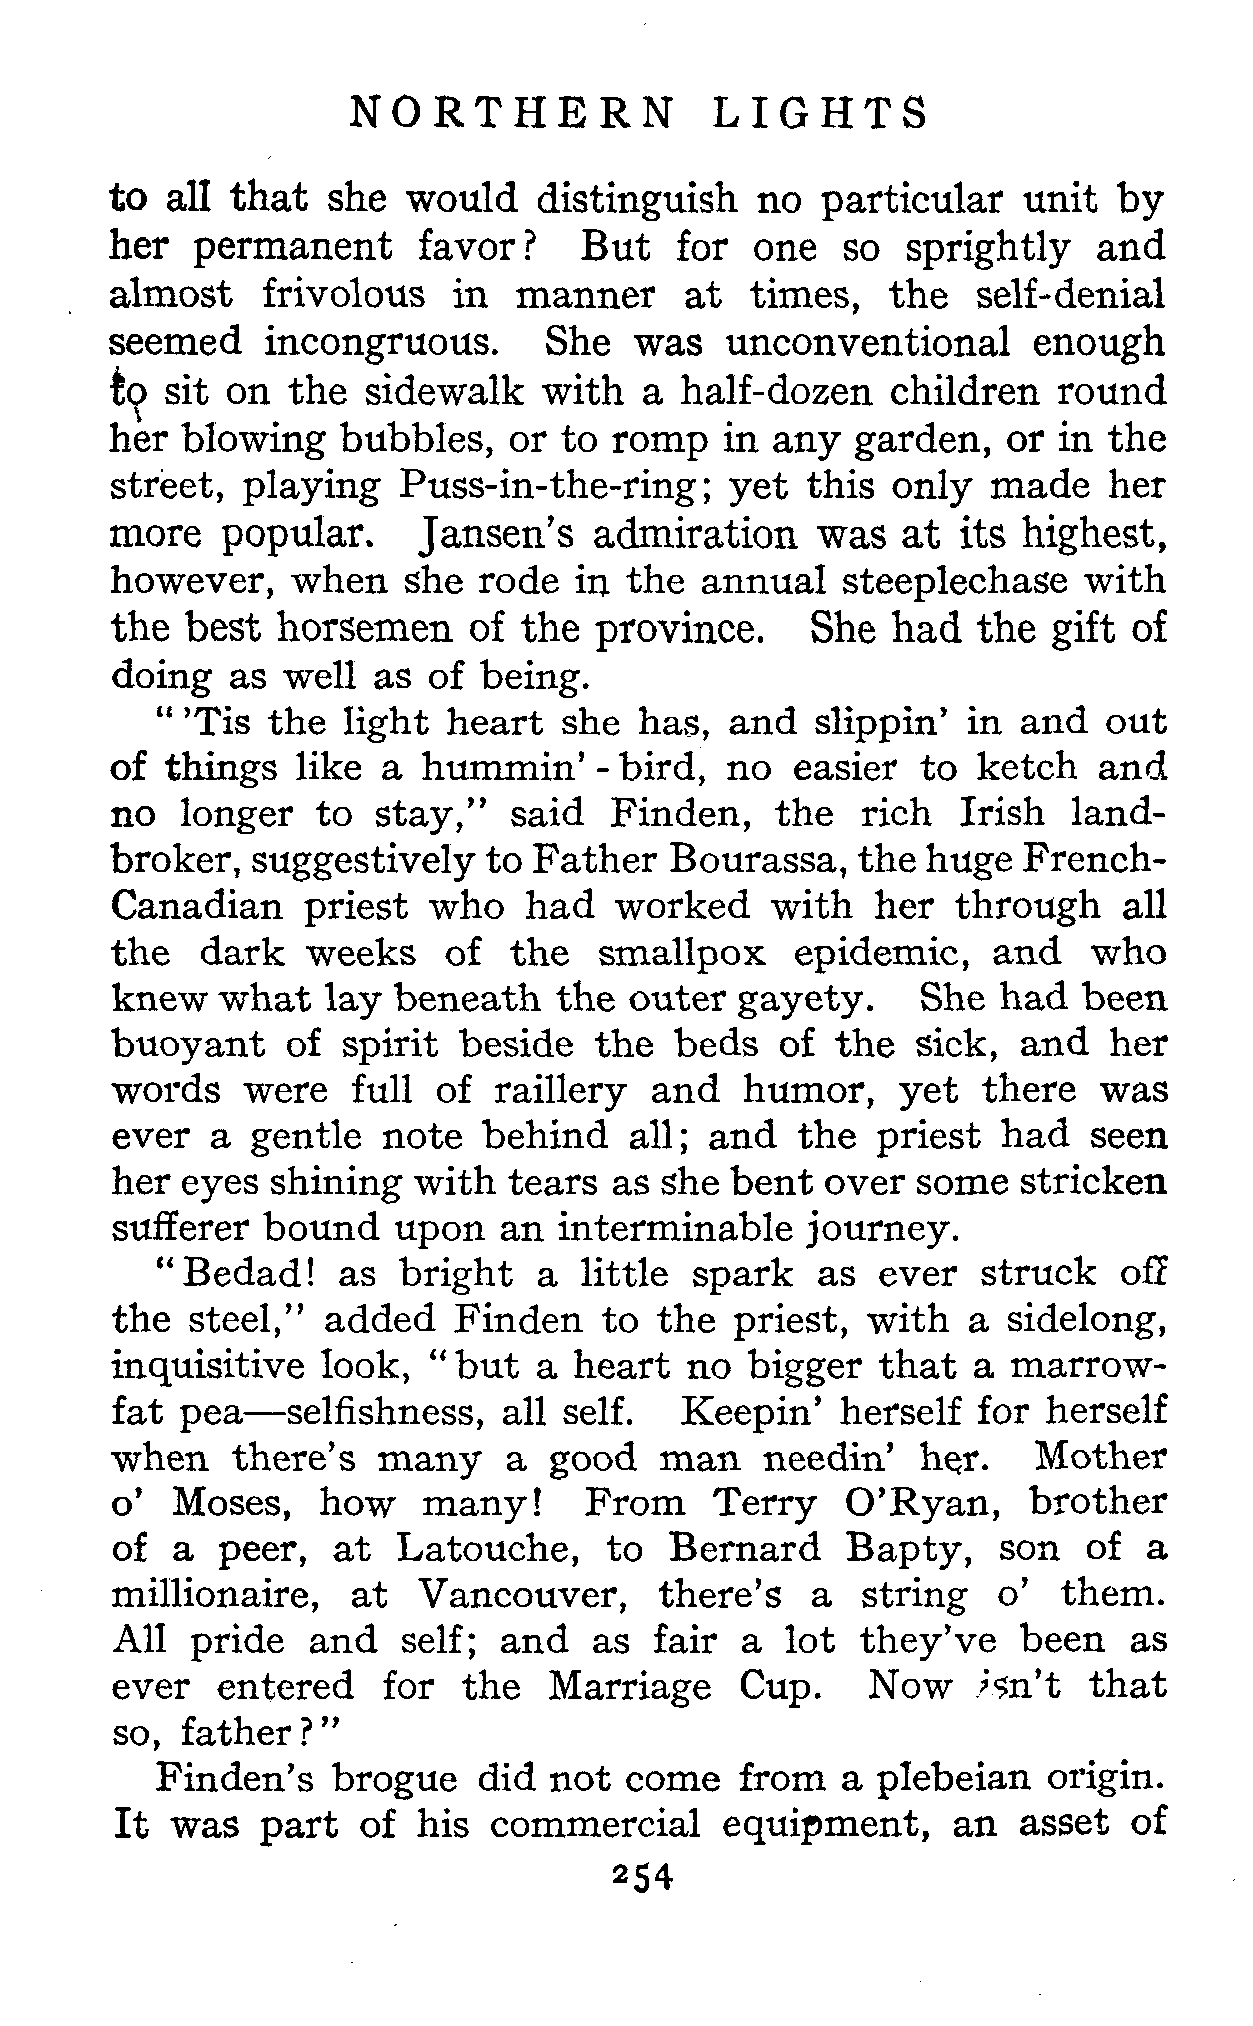 NORTHERN LIGHTS
to all that she would distinguish no particular unit by
her permanent favor? But for one so sprightly and
almost frivolous in manner at times, the self-denial
seemed incongruous. She was unconventional enough
to sit on the sidewalk with a half-dozen children round
her blowing bubbles, or to romp in any garden, or in the
street, playing Puss-in-the-ring; yet this only made her
more popular. Jansen's admiration was at its highest,
however, when she rode in the annual steeplechase with
the best horsemen of the province. She had the gift of
doing as well as of being.
"'Tis the light heart she has, and slippin' in and out
of things like a hummin'-bird, no easier to ketch and
no longer to stay," said Finden, the rich Irish land-
broker, suggestively to Father Bourassa, the huge French-
Canadian priest who had worked with her through all
the dark weeks of the smallpox epidemic, and who
knew what lay beneath the outer gayety. She had been
buoyant of spirit beside the beds of the sick, and her
words were full of raillery and humor, yet there was
ever a gentle note behind all; and the priest had seen
her eyes shining with tears as she bent over some stricken
sufferer bound upon an interminable journey.
"Bedad! as bright a little spark as ever struck off
the steel," added Finden to the priest, with a sidelong,
inquisitive look, "but a heart no bigger that a marrow-
fat pea—selfishness, all self. Keepin' herself for herself
when there's many a good man needin' her. Mother
o' Moses, how many! From Terry O'Ryan, brother
of a peer, at Latouche, to Bernard Bapty, son of a
millionaire, at Vancouver, there's a string o' them.
All pride and self; and as fair a lot they've been as
ever entered for the Marriage Cup. Now isn't that
so, father?"
Finden's brogue did not come from a plebeian origin.
It was part of his commercial equipment, an asset of
254